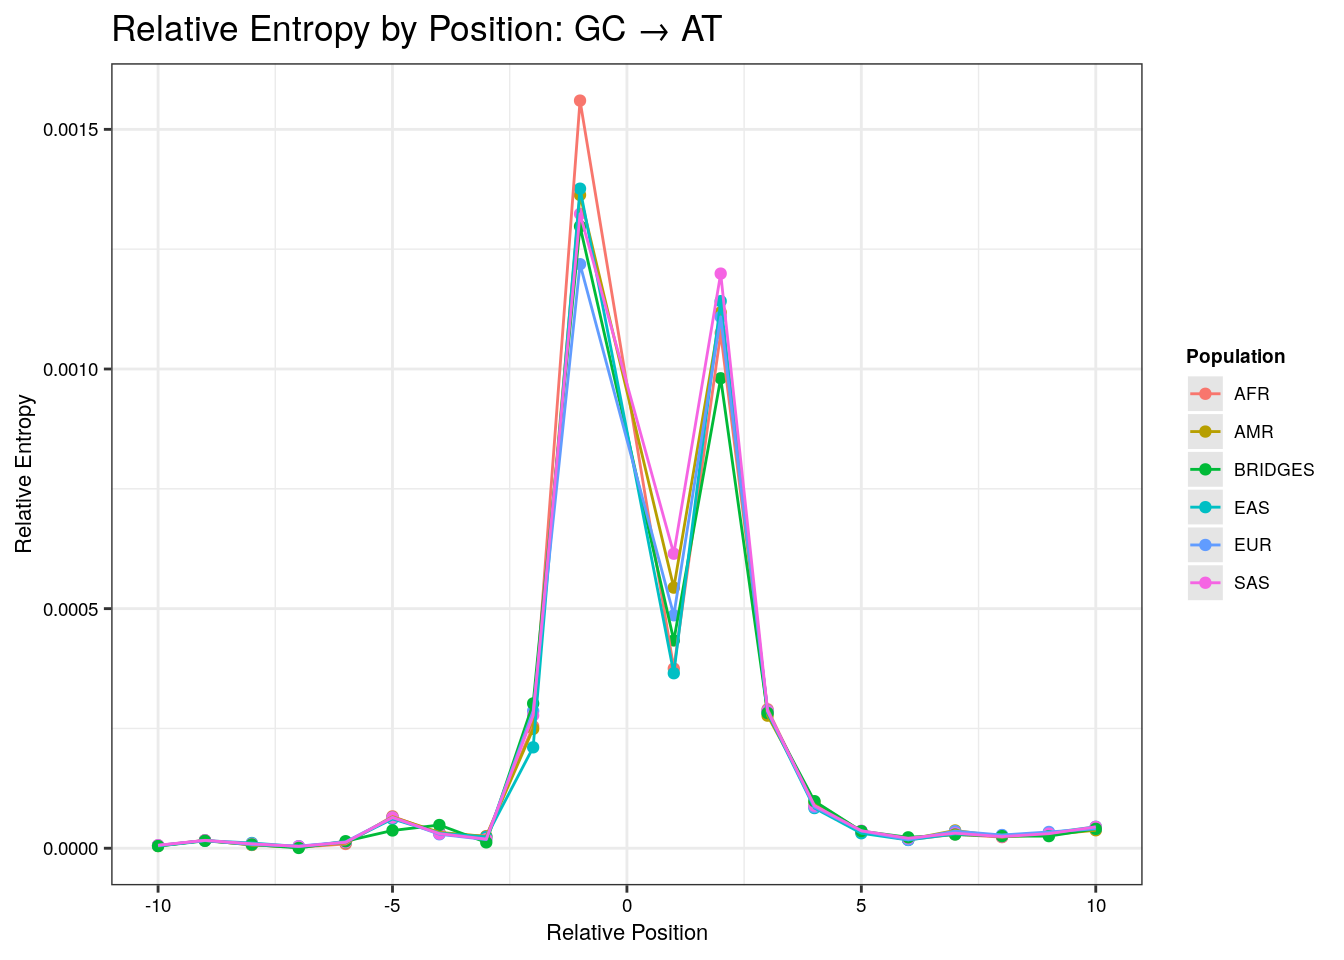 Relative Entropy by Position: GC → AT
Relative Entropy
0.0015
0.0010
0.0005
0.0000
-10
-5
0
5
10
Relative Position
Population
AFR
AMR
BRIDGES
EAS
EUR
SAS